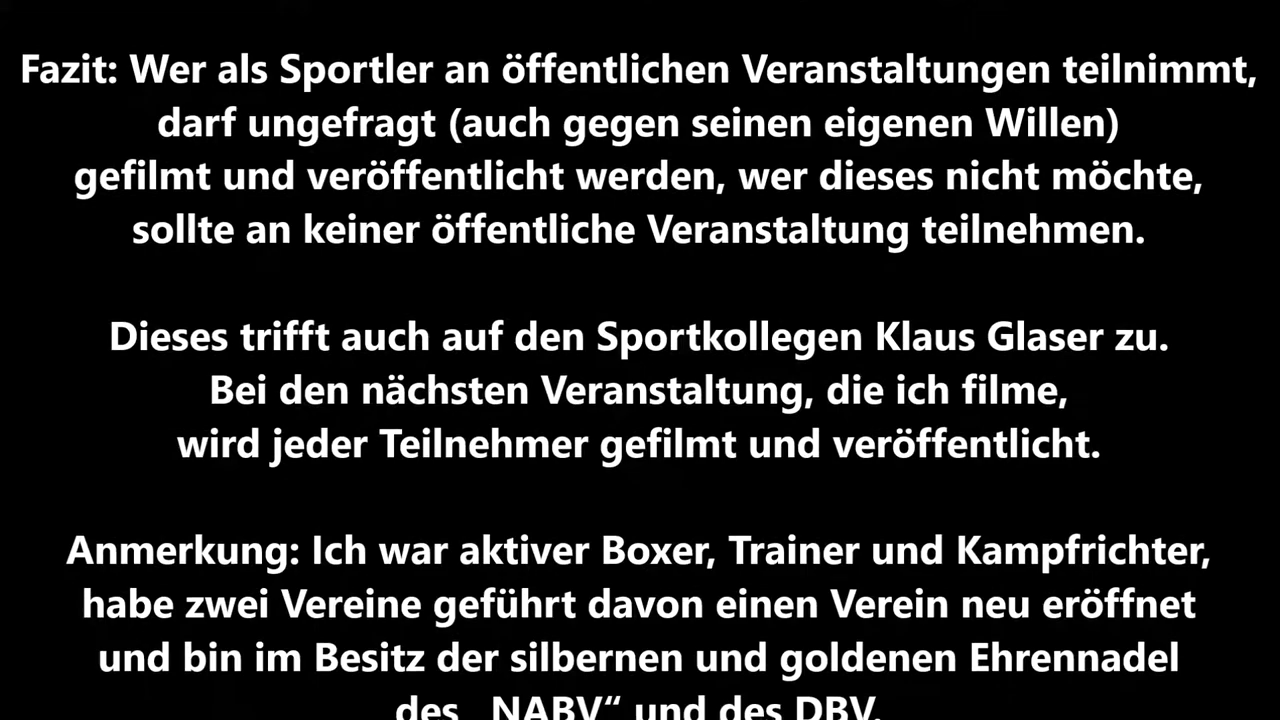 Fazit: Wer als Sportler an öffentlichen Veranstaltungen teilnimmt,
darf ungefragt (auch gegen seinen eigenen Willen)
gefilmt und veröffentlicht werden, wer dieses nicht möchte,
sollte an keiner öffentliche Veranstaltung teilnehmen.
Dieses trifft auch auf den Sportkollegen Klaus Glaser zu.
Bei den nächsten Veranstaltung, die ich filme,
wird jeder Teilnehmer gefilmt und veröffentlicht.
Anmerkung: Ich war aktiver Boxer, Trainer und Kampfrichter,
habe zwei Vereine geführt davon einen Verein neu eröffnet
und bin im Besitz der silbernen und goldenen Ehrennadel
des „NABV“ und des DBV.